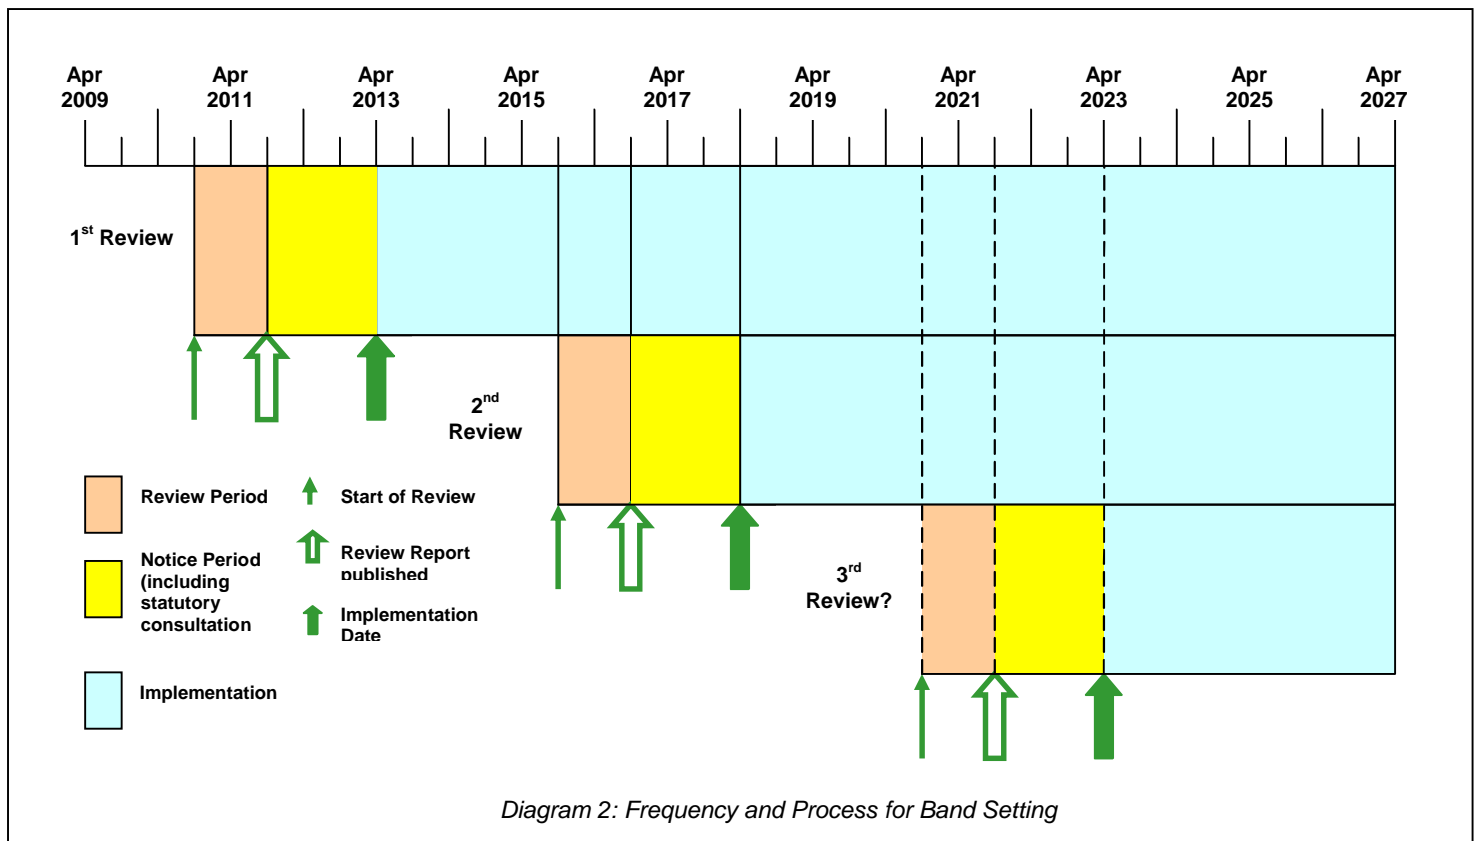 Apr Apr Apr Apr Apr Apr Apr Apr Apr Apr
2009 2011 2013 2015 2017 2019 2021 2023 2025 2027
1st Review
2nd
Review
3rd
Review?
Review Period
Notice Period
(including
statutory
consultation
Implementation
Start of Review
Review Report
published
Implementation
Date
Diagram 2: Frequency and Process for Band Setting